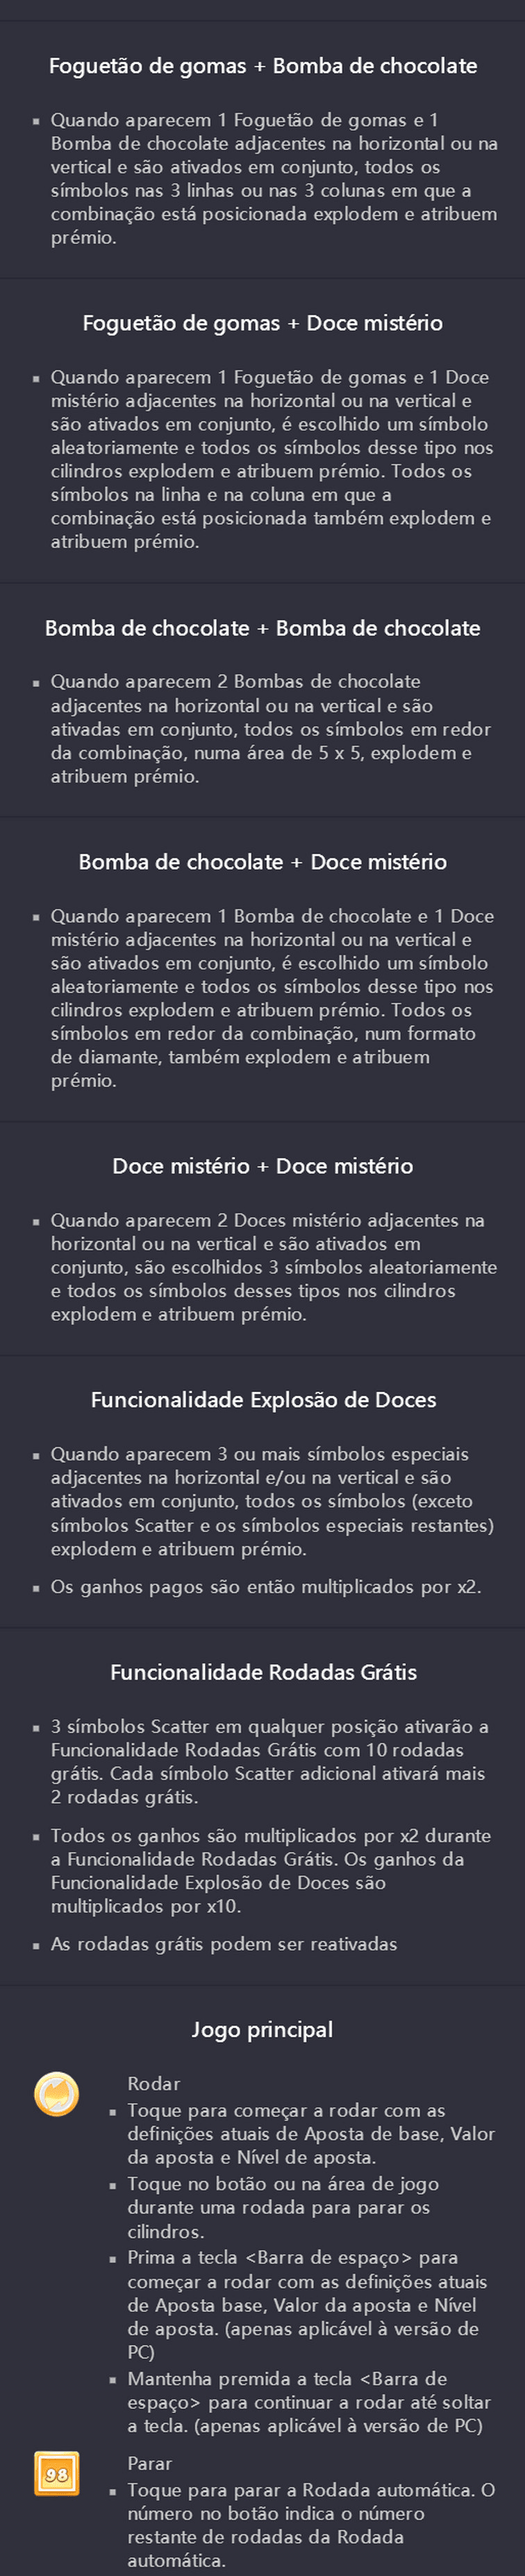 Foguetão de gomas + Bomba de chocolate
▪ Quando aparecem 1 Foguetão de gomas e 1
Bomba de chocolate adjacentes na horizontal ou na
vertical e são ativados em conjunto, todos os
símbolos nas 3 linhas ou nas 3 colunas em que a
combinação está posicionada explodem e atribuem
prémio.
Foguetão de gomas + Doce mistério
▪ Quando aparecem 1 Foguetão de gomas e 1 Doce
mistério adjacentes na horizontal ou na vertical e
são ativados em conjunto, é escolhido um símbolo
aleatoriamente e todos os símbolos desse tipo nos
cilindros explodem e atribuem prémio. Todos os
símbolos na linha e na coluna em que a
combinação está posicionada também explodem e
atribuem prémio.
Bomba de chocolate + Bomba de chocolate
▪ Quando aparecem 2 Bombas de chocolate
adjacentes na horizontal ou na vertical e são
ativadas em conjunto, todos os símbolos em redor
da combinação, numa área de 5 x 5, explodem e
atribuem prémio.
Bomba de chocolate + Doce mistério
▪ Quando aparecem 1 Bomba de chocolate e 1 Doce
mistério adjacentes na horizontal ou na vertical e
são ativados em conjunto, é escolhido um símbolo
aleatoriamente e todos os símbolos desse tipo nos
cilindros explodem e atribuem prémio. Todos os
símbolos em redor da combinação, num formato
de diamante, também explodem e atribuem
prémio.
Doce mistério + Doce mistério
▪ Quando aparecem 2 Doces mistério adjacentes na
horizontal ou na vertical e são ativados em
conjunto, são escolhidos 3 símbolos aleatoriamente
e todos os símbolos desses tipos nos cilindros
explodem e atribuem prémio.
Funcionalidade Explosão de Doces
▪ Quando aparecem 3 ou mais símbolos especiais
adjacentes na horizontal e/ou na vertical e são
ativados em conjunto, todos os símbolos (exceto
símbolos Scatter e os símbolos especiais restantes)
explodem e atribuem prémio.
▪ Os ganhos pagos são então multiplicados por x2.
Funcionalidade Rodadas Grátis
▪ 3 símbolos Scatter em qualquer posição ativarão a
Funcionalidade Rodadas Grátis com 10 rodadas
grátis. Cada símbolo Scatter adicional ativará mais
2 rodadas grátis.
▪ Todos os ganhos são multiplicados por x2 durante
a Funcionalidade Rodadas Grátis. Os ganhos da
Funcionalidade Explosão de Doces são
multiplicados por x10.
▪ As rodadas grátis podem ser reativadas
Jogo principal
Rodar
▪ Toque para começar a rodar com as
definições atuais de Aposta de base, Valor
da aposta e Nível de aposta.
▪ Toque no botão ou na área de jogo
durante uma rodada para parar os
cilindros.
▪ Prima a tecla <Barra de espaço> para
começar a rodar com as definições atuais
de Aposta base, Valor da aposta e Nível
de aposta. (apenas aplicável à versão de
PC)
▪ Mantenha premida a tecla <Barra de
espaço> para continuar a rodar até soltar
a tecla. (apenas aplicável à versão de PC)
98
Parar
▪ Toque para parar a Rodada automática. O
número no botão indica o número
restante de rodadas da Rodada
automática.